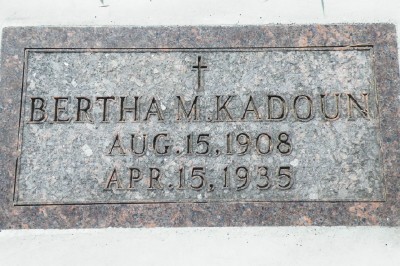 BERTHA M. KADOUN
AUG. 15, 1908
APR. 15, 1935